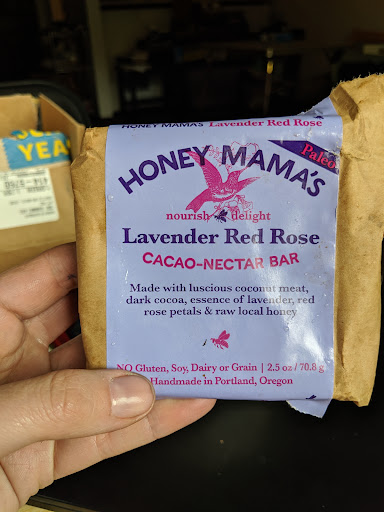 HONEY MAMA'S Lavender Red Rose
Paleo
HONEY MAMA'S
nourish delight
Lavender Red Rose
CACAO-NECTAR BAR
Made with luscious coconut meat,
dark cocoa, essence of lavender, red
rose petals & raw local honey
NO Gluten, Soy, Dairy or Grain | 2.5 oz / 70.8 g
Handmade in Portland, Oregon
YEA